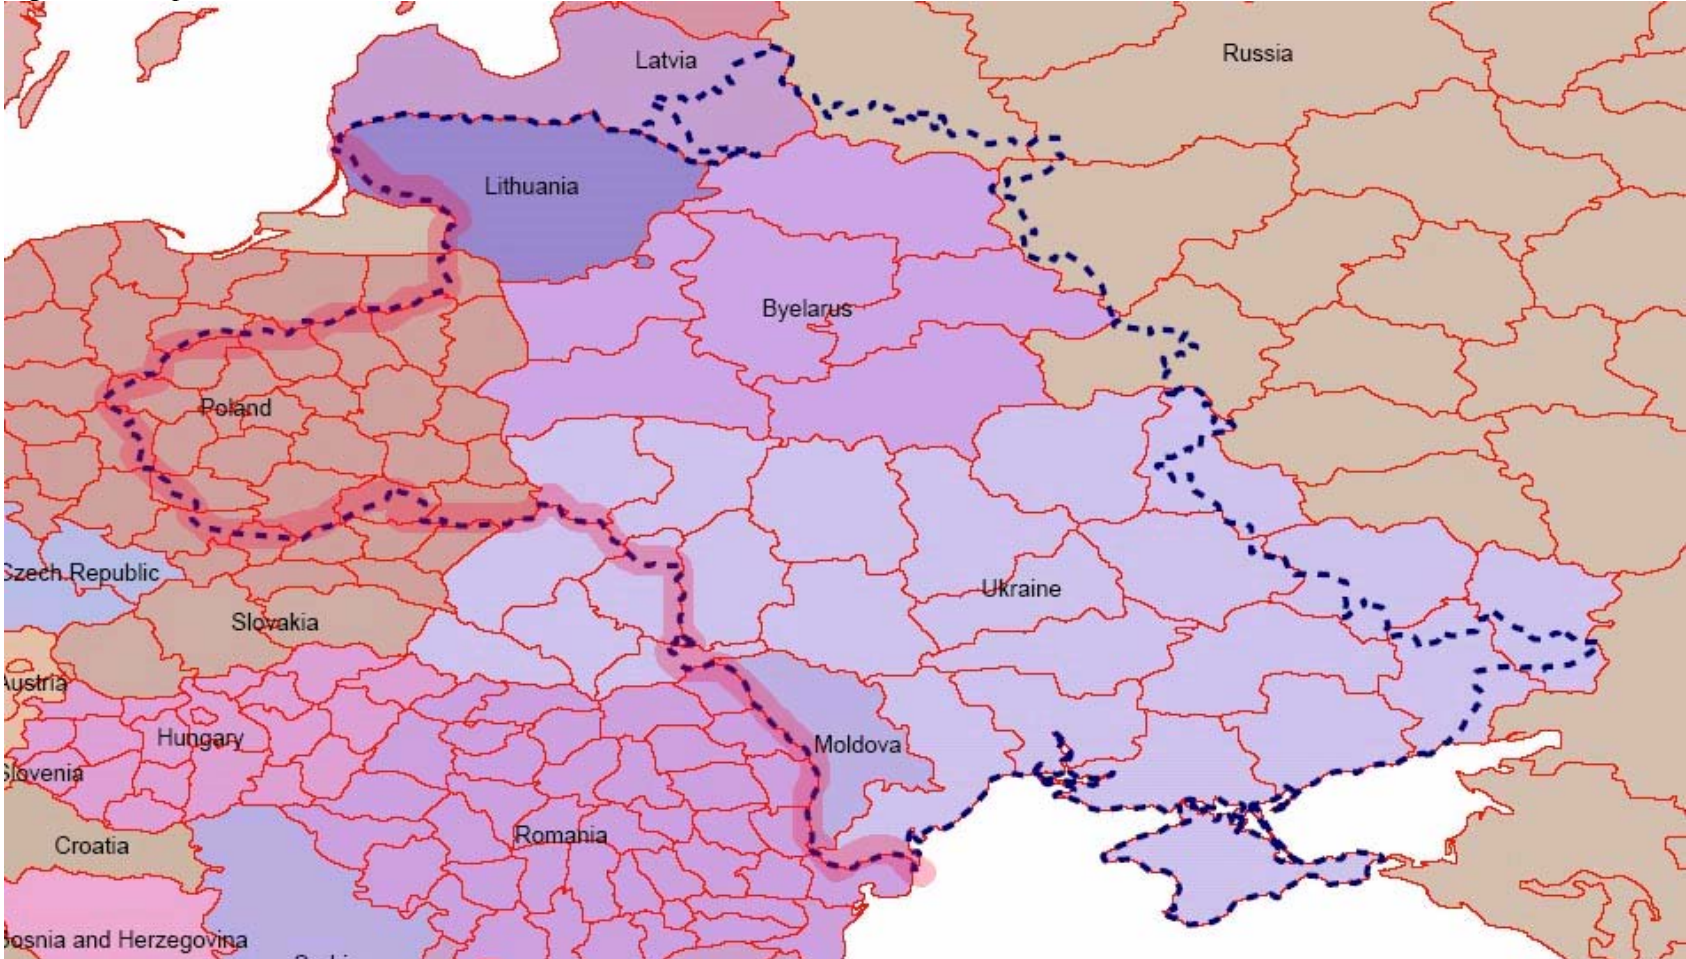 Latvia
Russia
Lithuania
Byelarus
Poland
Czech Republic
Ukraine
Slovakia
Austria
Hungary
Moldova
Slovenia
Romania
Croatia
Bosnia and Herzegovina